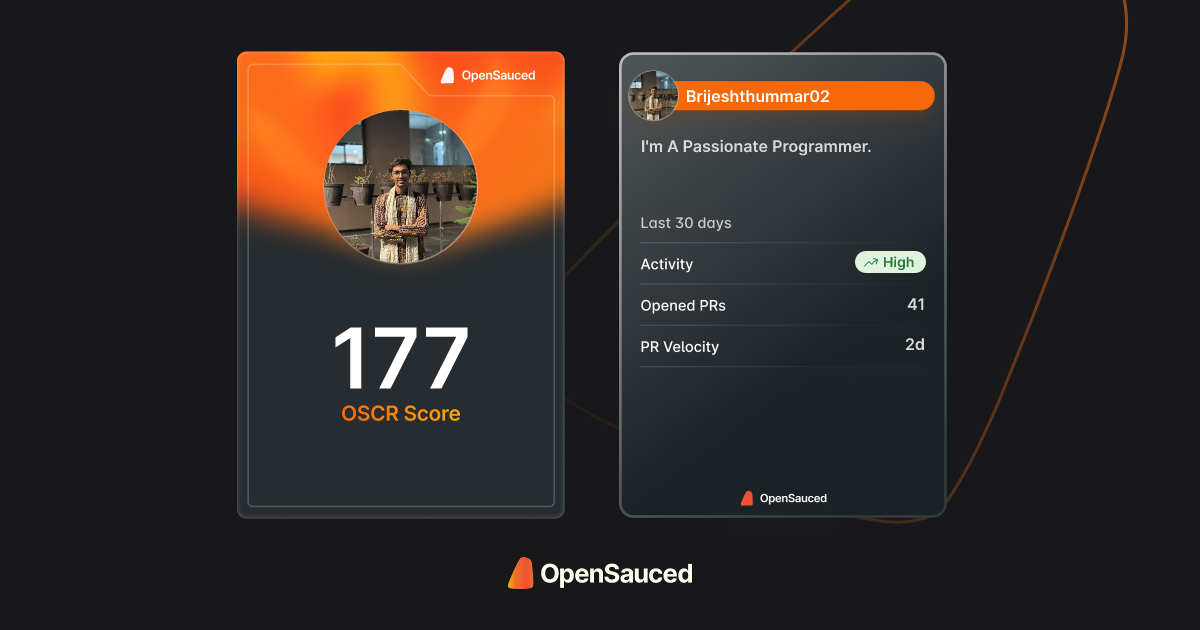 OpenSauced
177
OSCR Score
Brijeshthummar02
I'm A Passionate Programmer.
Last 30 days
Activity High
Opened PRs 41
PR Velocity 2d
OpenSauced
OpenSauced